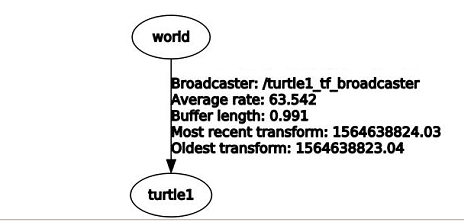 world
Broadcaster: /turtle1_tf_broadcaster
Average rate: 63.542
Buffer length: 0.991
Most recent transform: 1564638824.03
Oldest transform: 1564638823.04
turtle1